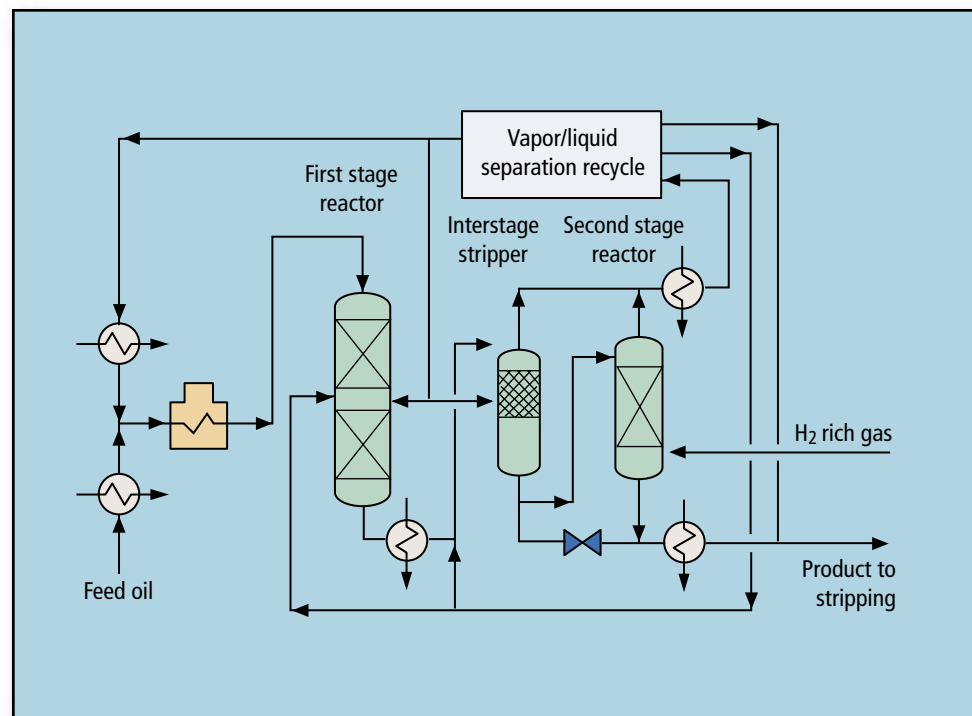 Vapor/liquid
separation recycle
First stage
reactor
Interstage
stripper
Second stage
reactor
H₂ rich gas
Feed oil
Product to
stripping